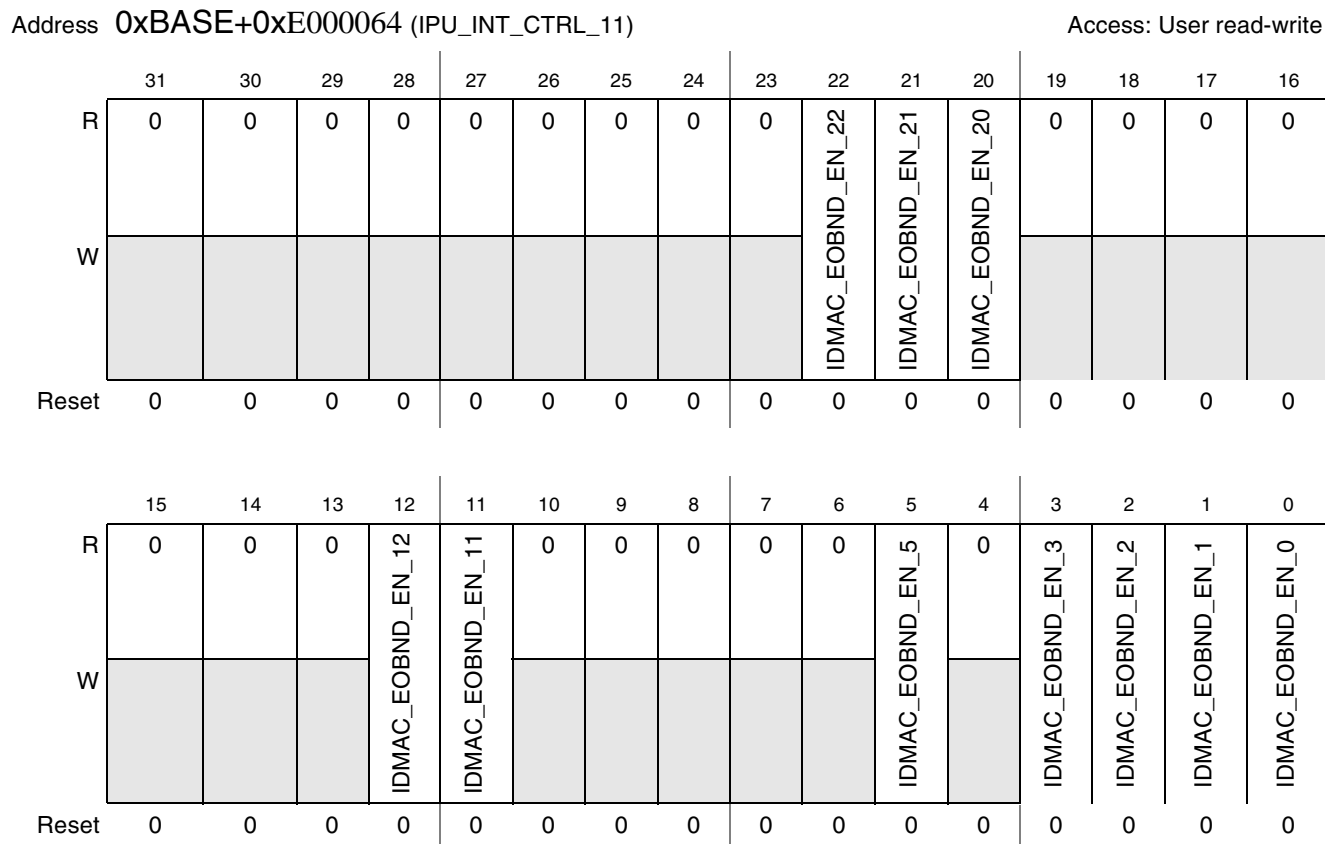 Address 0xBASE+0xE000064 (IPU_INT_CTRL_11) Access: User read-write
31 30 29 28 27 26 25 24 23 22 21 20 19 18 17 16
R 0 0 0 0 0 0 0 0 0 IDMAC_EOBND_EN_22 IDMAC_EOBND_EN_21 IDMAC_EOBND_EN_20 0 0 0 0
W
Reset 0 0 0 0 0 0 0 0 0 0 0 0 0 0 0 0
15 14 13 12 11 10 9 8 7 6 5 4 3 2 1 0
R 0 0 0 IDMAC_EOBND_EN_12 IDMAC_EOBND_EN_11 0 0 0 0 0 IDMAC_EOBND_EN_5 0 IDMAC_EOBND_EN_3 IDMAC_EOBND_EN_2 IDMAC_EOBND_EN_1 IDMAC_EOBND_EN_0
W
Reset 0 0 0 0 0 0 0 0 0 0 0 0 0 0 0 0